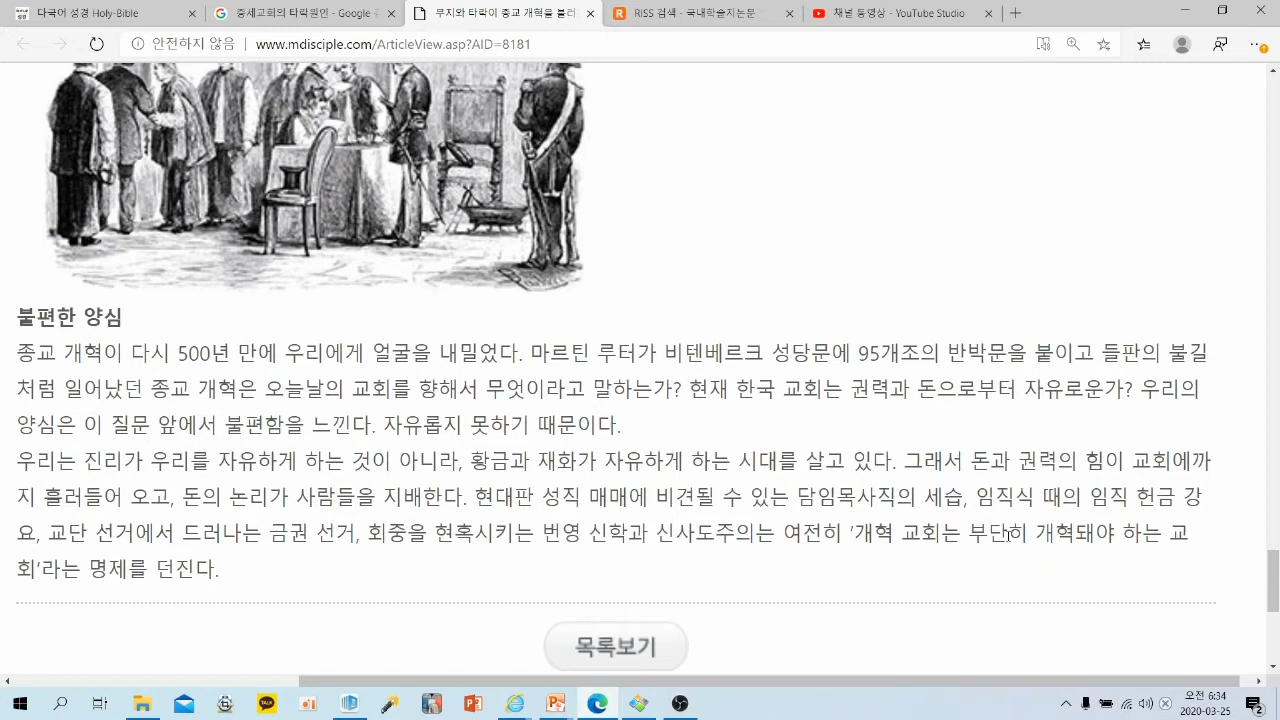 다국어 성경 Holybible
중세교회의 타락원인 - Google
무지와 타락이 종교 개혁을 불러
RISS 검색 - 국내학술지논문
채널 동영상 - YouTube Studio
안전하지 않음 | www.mdisciple.com/ArticleView.asp?AID=8181
불편한 양심
종교 개혁이 다시 500년 만에 우리에게 얼굴을 내밀었다. 마르틴 루터가 비텐베르크 성당문에 95개조의 반박문을 붙이고 들판의 불길
처럼 일어났던 종교 개혁은 오늘날의 교회를 향해서 무엇이라고 말하는가? 현재 한국 교회는 권력과 돈으로부터 자유로운가? 우리의
양심은 이 질문 앞에서 불편함을 느낀다. 자유롭지 못하기 때문이다.
우리는 진리가 우리를 자유하게 하는 것이 아니라, 황금과 재화가 자유하게 하는 시대를 살고 있다. 그래서 돈과 권력의 힘이 교회에까
지 흘러들어 오고, 돈의 논리가 사람들을 지배한다. 현대판 성직 매매에 비견될 수 있는 담임목사직의 세습, 임직식 때의 임직 헌금 강
요, 교단 선거에서 드러나는 금권 선거, 회중을 현혹시키는 번영 신학과 신사도주의는 여전히 '개혁 교회는 부단히 개혁돼야 하는 교
회'라는 명제를 던진다.
목록보기
TALK
오전 6:34
2020-03-25
2